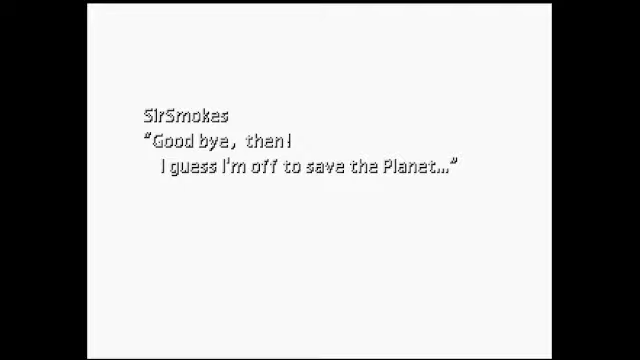 SirSmokes
“Good bye, then!
I guess I'm off to save the Planet...”